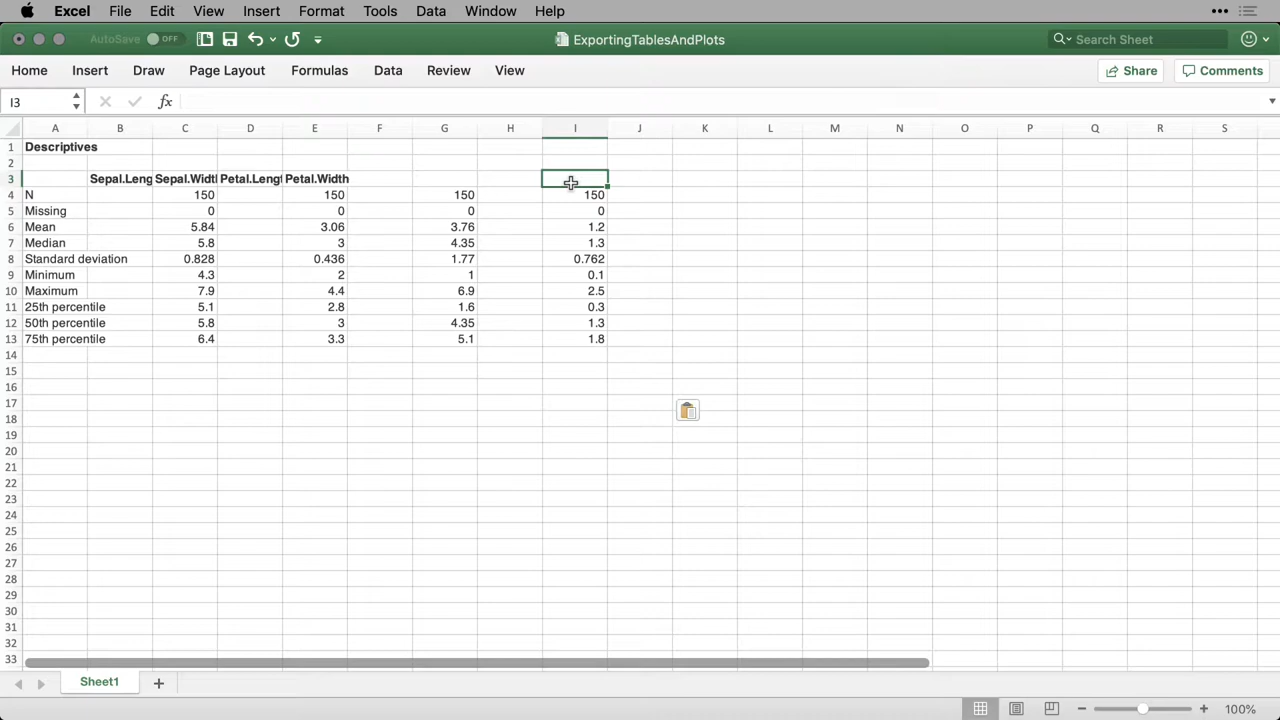 Excel File Edit View Insert Format Tools Data Window Help
AutoSave OFF ExportingTablesAndPlots Search Sheet
Home Insert Draw Page Layout Formulas Data Review View Share Comments
I3 fx
A B C D E F G H I J K L M N O P Q R S
1 Descriptives
2
3 Sepal.Leng Sepal.Widt Petal.Lengt Petal.Width
4 N 150 150 150 150
5 Missing 0 0 0 0
6 Mean 5.84 3.06 3.76 1.2
7 Median 5.8 3 4.35 1.3
8 Standard deviation 0.828 0.436 1.77 0.762
9 Minimum 4.3 2 1 0.1
10 Maximum 7.9 4.4 6.9 2.5
11 25th percentile 5.1 2.8 1.6 0.3
12 50th percentile 5.8 3 4.35 1.3
13 75th percentile 6.4 3.3 5.1 1.8
14
15
16
17
18
19
20
21
22
23
24
25
26
27
28
29
30
31
32
33
Sheet1
100%